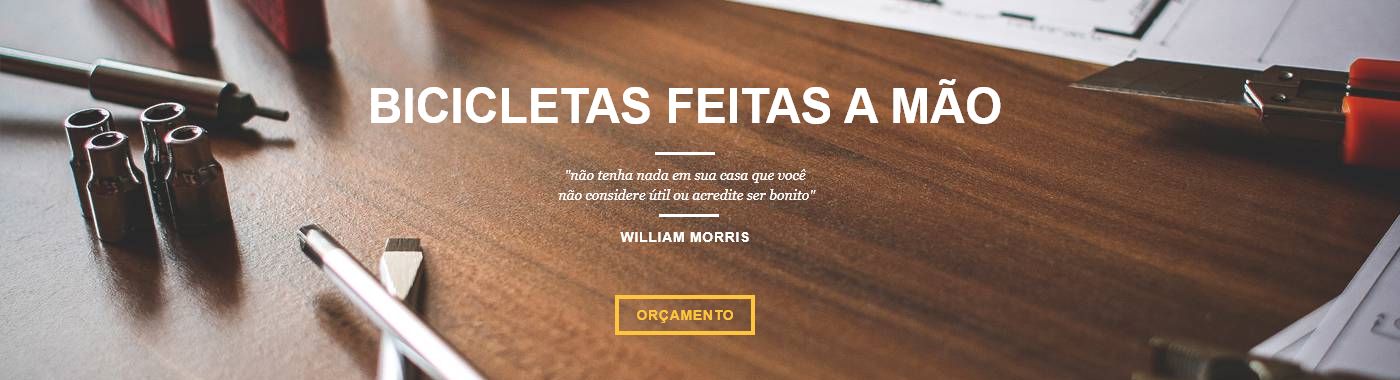 BICICLETAS FEITAS A MÃO
"não tenha nada em sua casa que você
não considere útil ou acredite ser bonito"
WILLIAM MORRIS
ORÇAMENTO